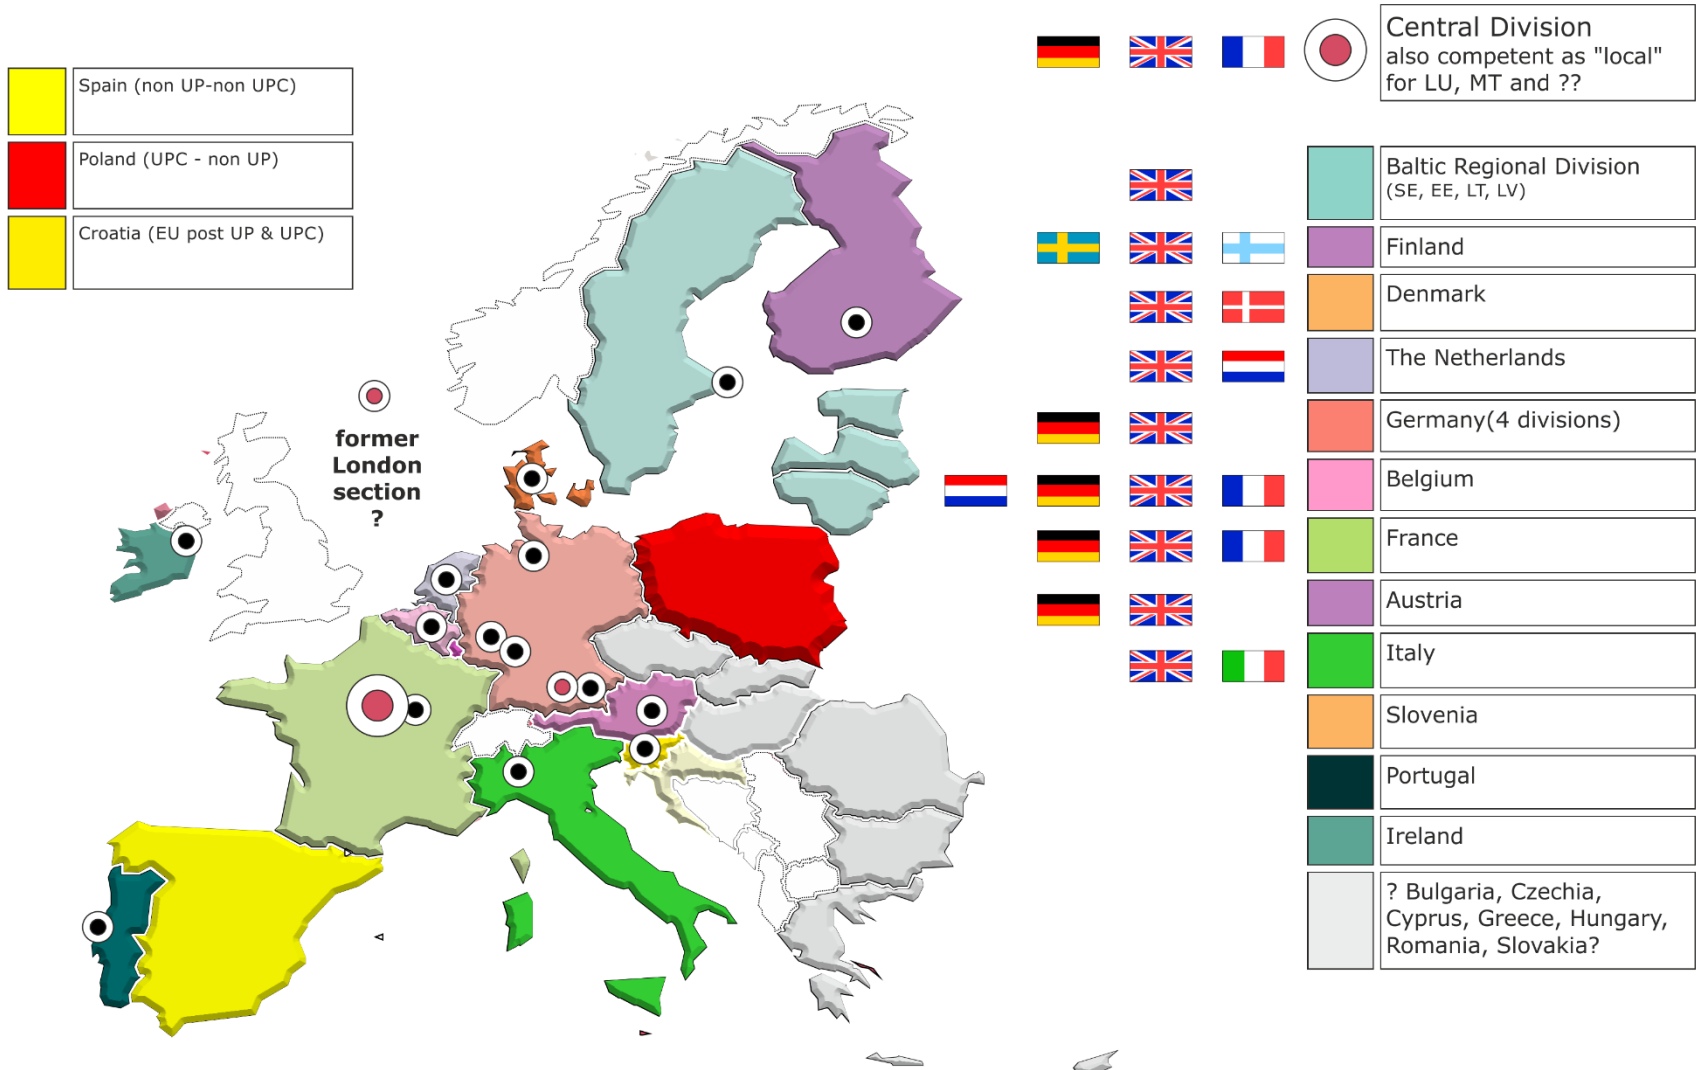 Spain (non UP-non UPC)
Poland (UPC - non UP)
Croatia (EU post UP & UPC)
former
London
section
?
Central Division
also competent as "local"
for LU, MT and ??
Baltic Regional Division
(SE, EE, LT, LV)
Finland
Denmark
The Netherlands
Germany(4 divisions)
Belgium
France
Austria
Italy
Slovenia
Portugal
Ireland
? Bulgaria, Czechia,
Cyprus, Greece, Hungary,
Romania, Slovakia?